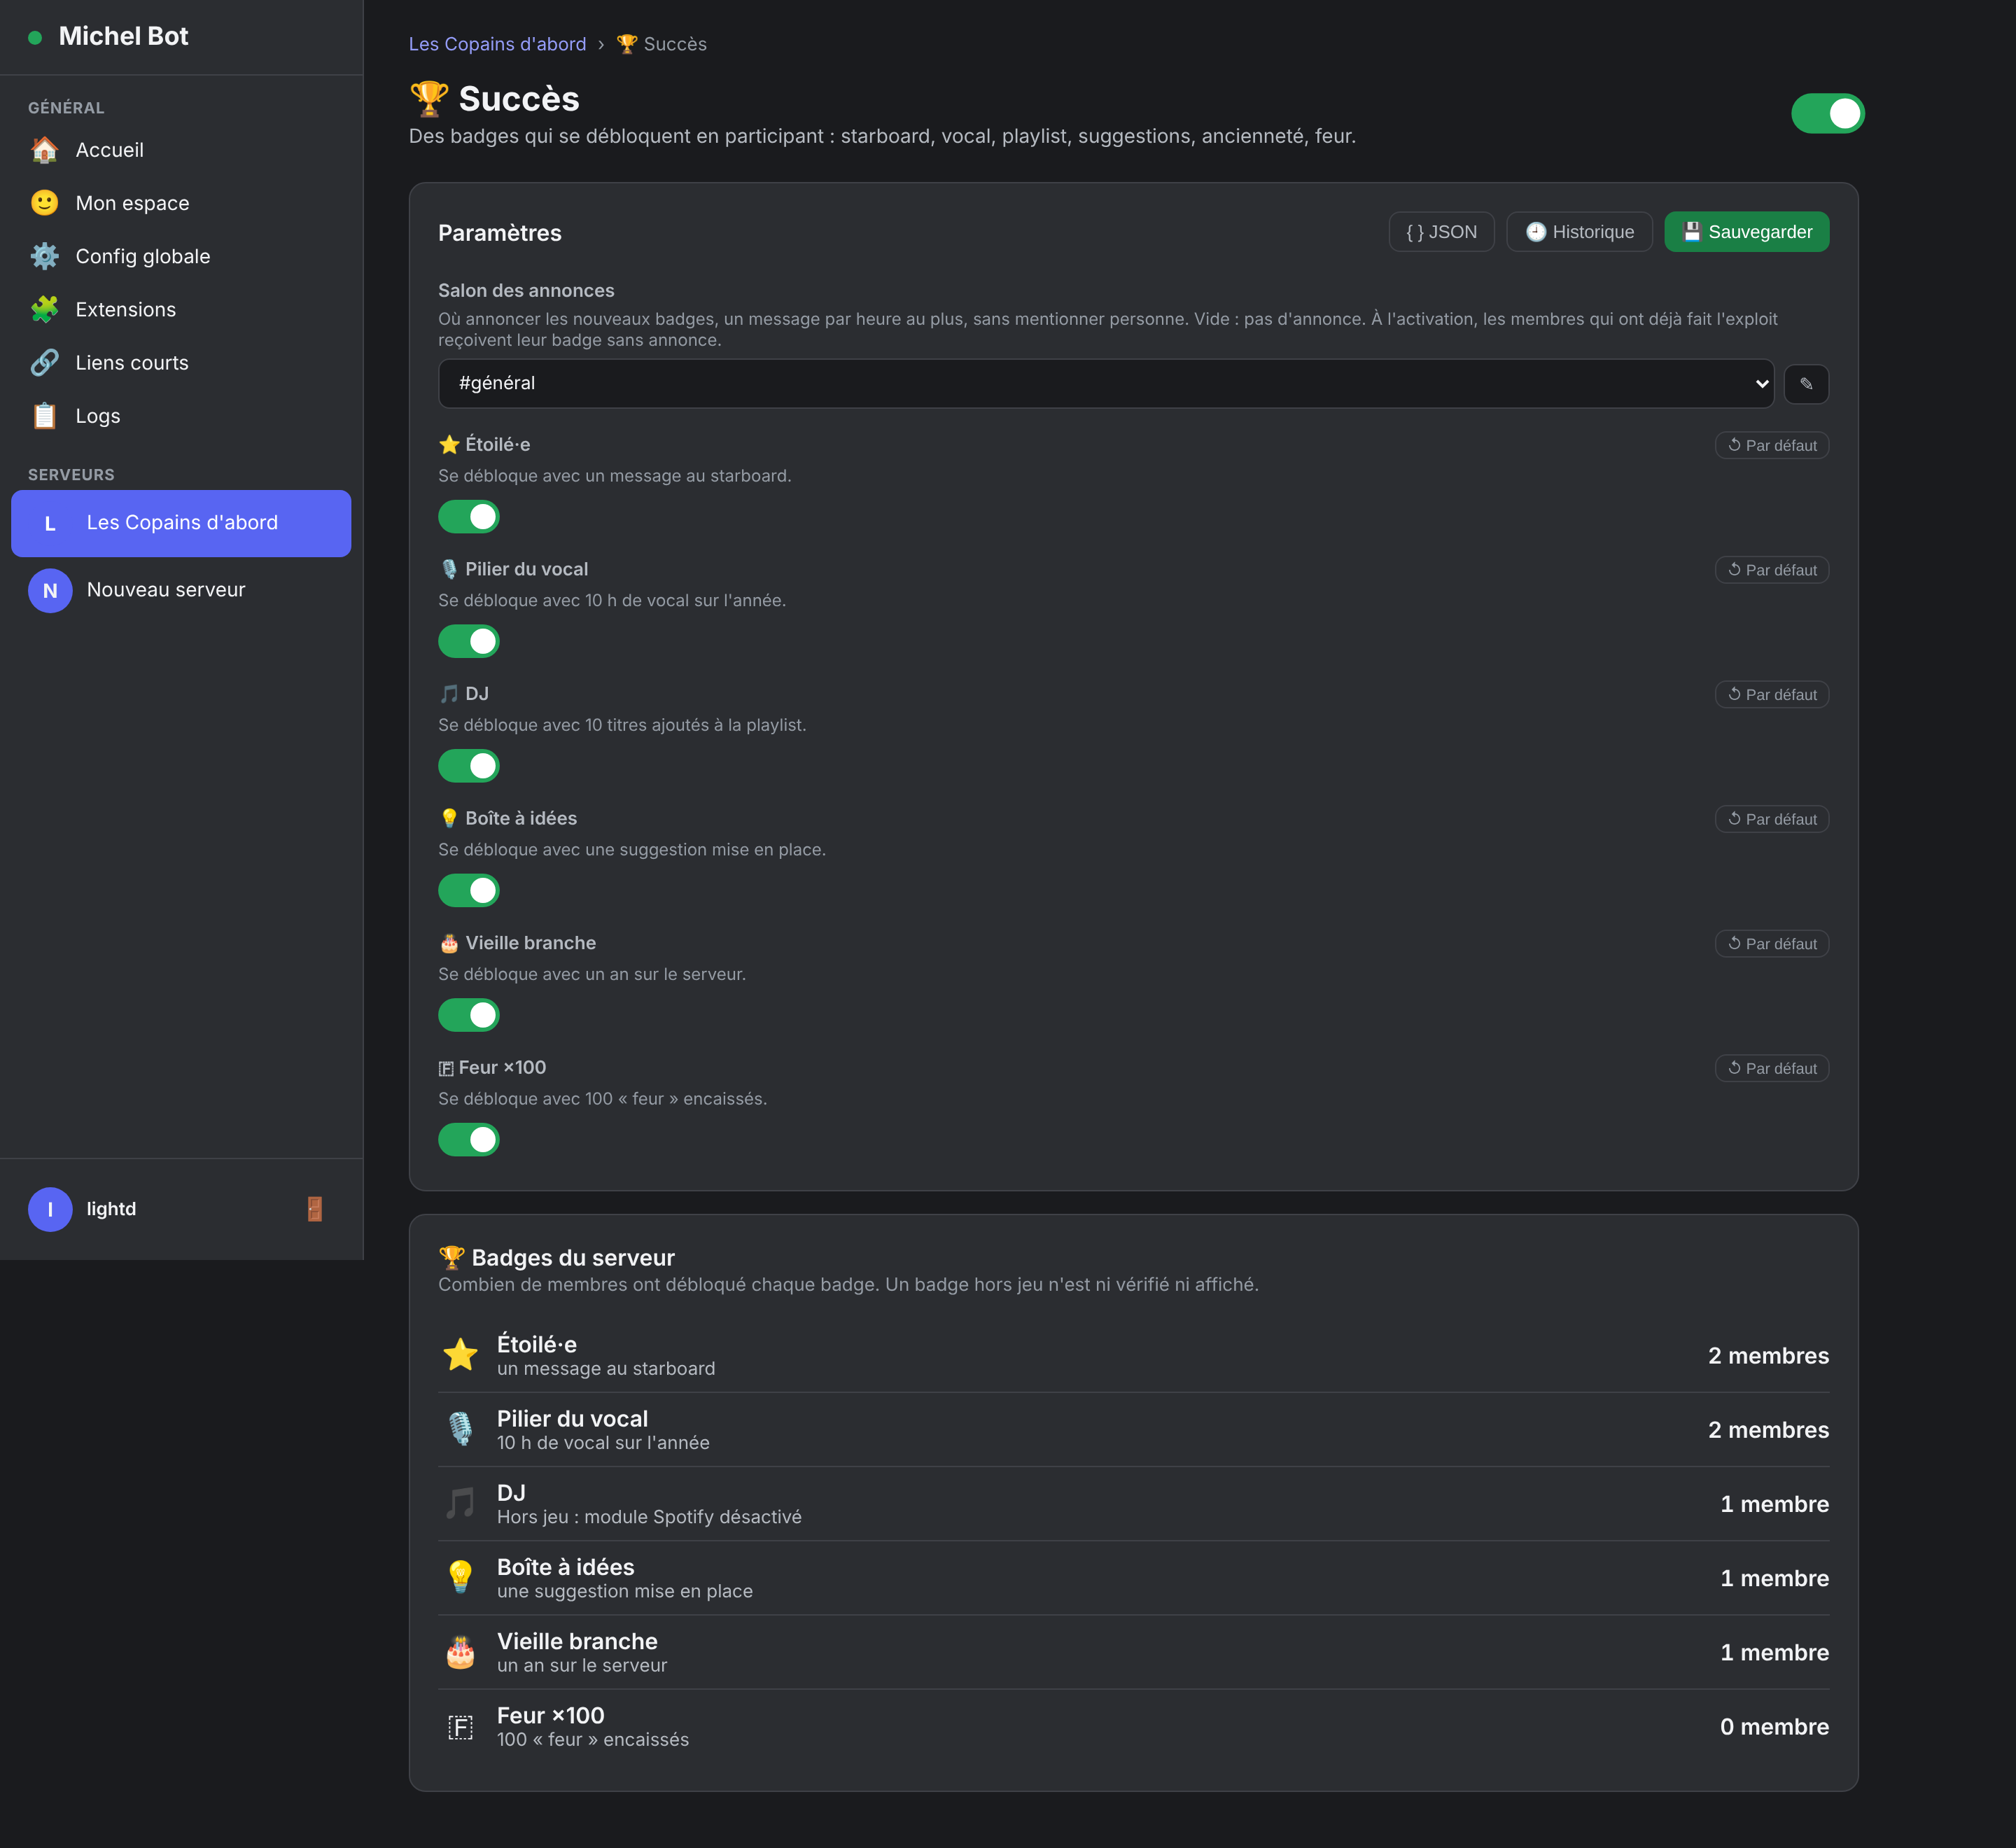 Michel Bot
GÉNÉRAL
🏠 Accueil
🙂 Mon espace
⚙️ Config globale
🧩 Extensions
🔗 Liens courts
📋 Logs
SERVEURS
L Les Copains d'abord
N Nouveau serveur
l lightd
Les Copains d'abord › 🏆 Succès
🏆 Succès
Des badges qui se débloquent en participant : starboard, vocal, playlist, suggestions, ancienneté, feur.
Paramètres
{ } JSON
🕘 Historique
💾 Sauvegarder
Salon des annonces
Où annoncer les nouveaux badges, un message par heure au plus, sans mentionner personne. Vide : pas d'annonce. À l'activation, les membres qui ont déjà fait l'exploit
reçoivent leur badge sans annonce.
#général
⭐ Étoilé·e
↺ Par défaut
Se débloque avec un message au starboard.
🎙️ Pilier du vocal
↺ Par défaut
Se débloque avec 10 h de vocal sur l'année.
🎵 DJ
↺ Par défaut
Se débloque avec 10 titres ajoutés à la playlist.
💡 Boîte à idées
↺ Par défaut
Se débloque avec une suggestion mise en place.
🎂 Vieille branche
↺ Par défaut
Se débloque avec un an sur le serveur.
🇫 Feur ×100
↺ Par défaut
Se débloque avec 100 « feur » encaissés.
🏆 Badges du serveur
Combien de membres ont débloqué chaque badge. Un badge hors jeu n'est ni vérifié ni affiché.
⭐ Étoilé·e
un message au starboard
2 membres
🎙️ Pilier du vocal
10 h de vocal sur l'année
2 membres
🎵 DJ
Hors jeu : module Spotify désactivé
1 membre
💡 Boîte à idées
une suggestion mise en place
1 membre
🎂 Vieille branche
un an sur le serveur
1 membre
🇫 Feur ×100
100 « feur » encaissés
0 membre